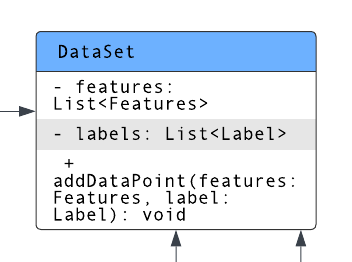 DataSet
- features:
List<Features>
- labels: List<Label>
+
addDataPoint(features:
Features, label:
Label): void